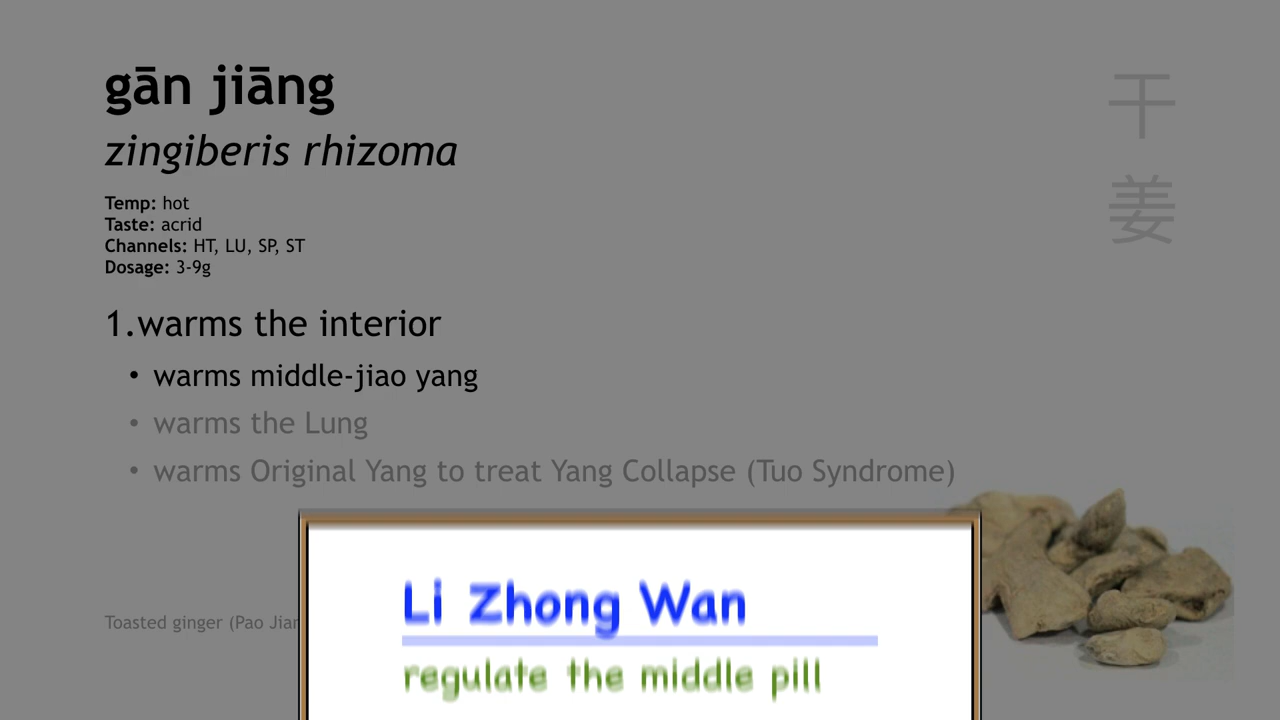 gān jiāng
zingiberis rhizoma
Temp: hot
Taste: acrid
Channels: HT, LU, SP, ST
Dosage: 3-9g
1.warms the interior
• warms middle-jiao yang
• warms the Lung
• warms Original Yang to treat Yang Collapse (Tuo Syndrome)
Toasted ginger (Pao Jian
干
姜
Li Zhong Wan
regulate the middle pill